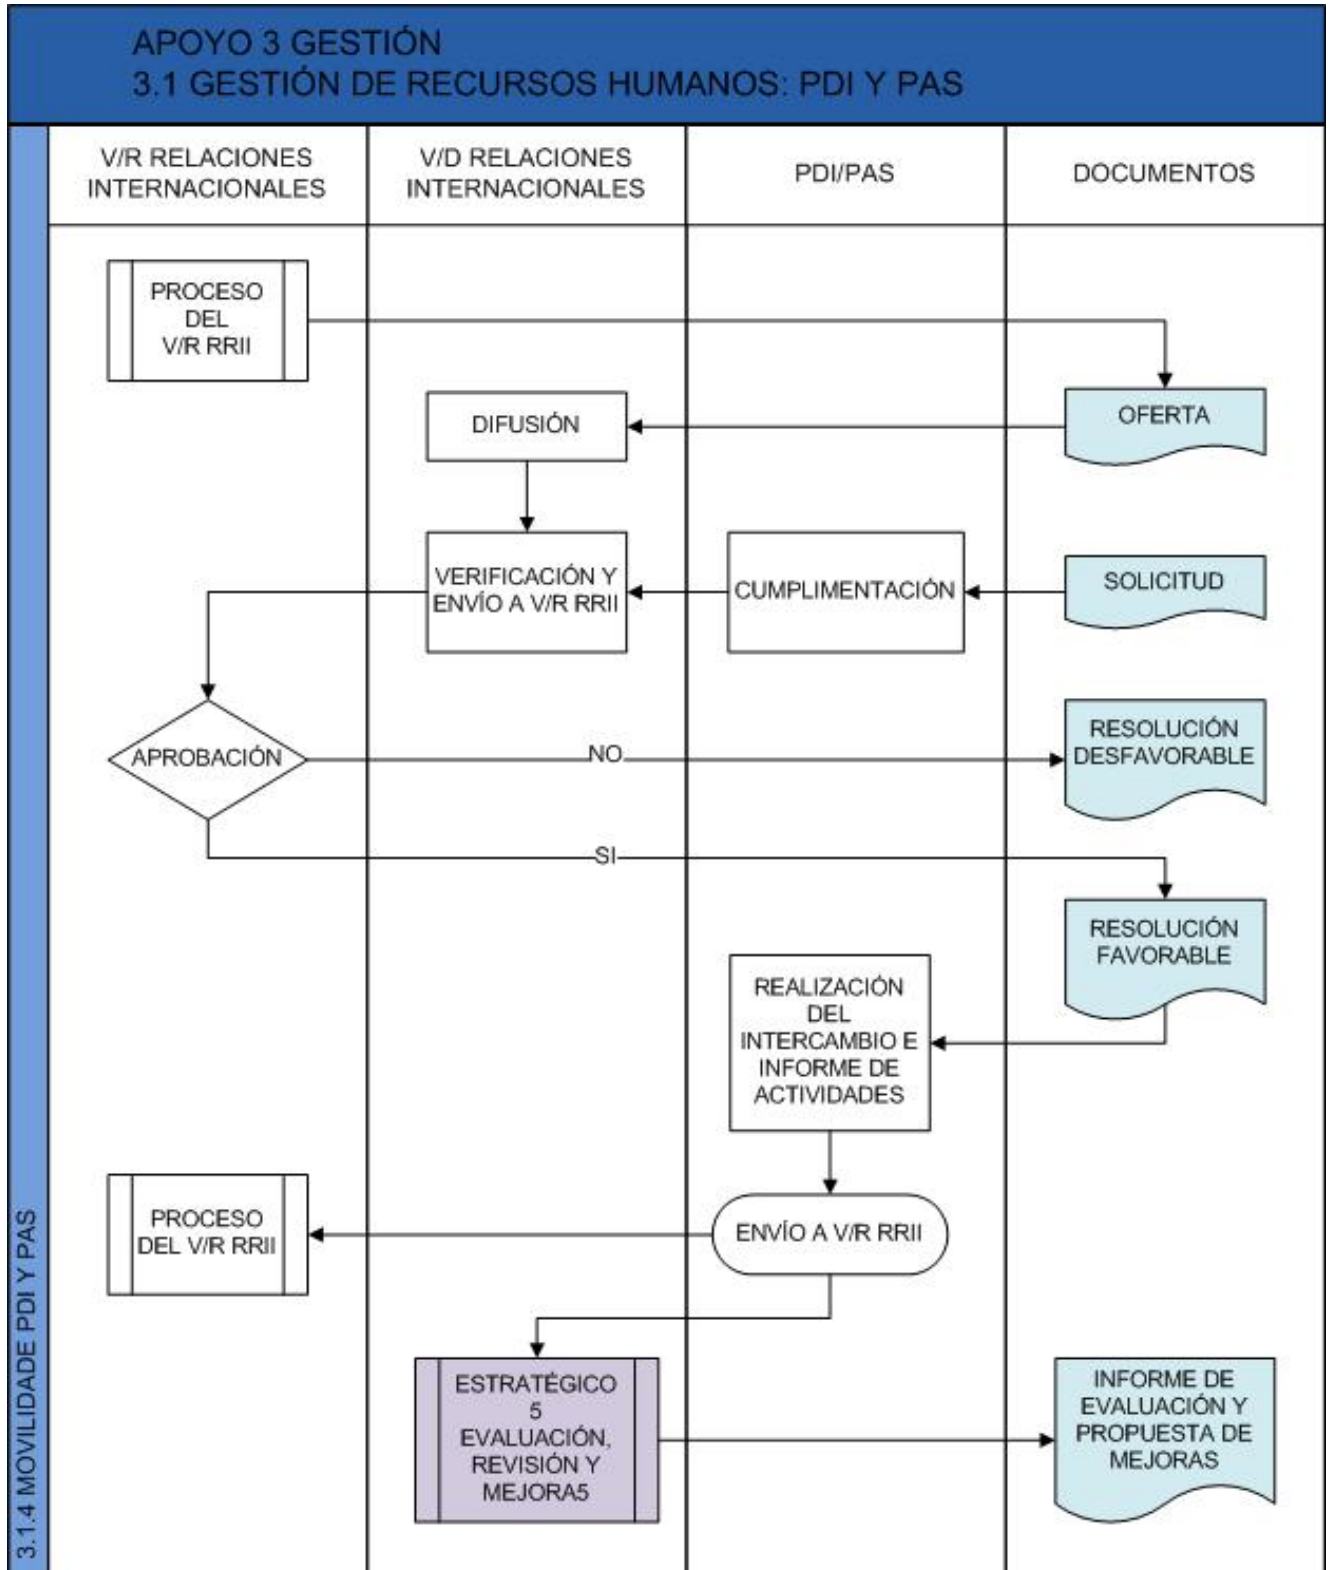 APOYO 3 GESTIÓN
3.1 GESTIÓN DE RECURSOS HUMANOS: PDI Y PAS
V/R RELACIONES
INTERNACIONALES
V/D RELACIONES
INTERNACIONALES
PDI/PAS
DOCUMENTOS
PROCESO
DEL
V/R RRII
OFERTA
DIFUSIÓN
VERIFICACIÓN Y
ENVÍO A V/R RRII
CUMPLIMENTACIÓN
SOLICITUD
APROBACIÓN
NO
RESOLUCIÓN
DESFAVORABLE
SI
RESOLUCIÓN
FAVORABLE
REALIZACIÓN
DEL
INTERCAMBIO E
INFORME DE
ACTIVIDADES
PROCESO
DEL V/R RRII
ENVÍO A V/R RRII
ESTRATÉGICO
5
EVALUACIÓN,
REVISIÓN Y
MEJORA5
INFORME DE
EVALUACIÓN Y
PROPUESTA DE
MEJORAS
3.1.4 MOVILIDADE PDI Y PAS